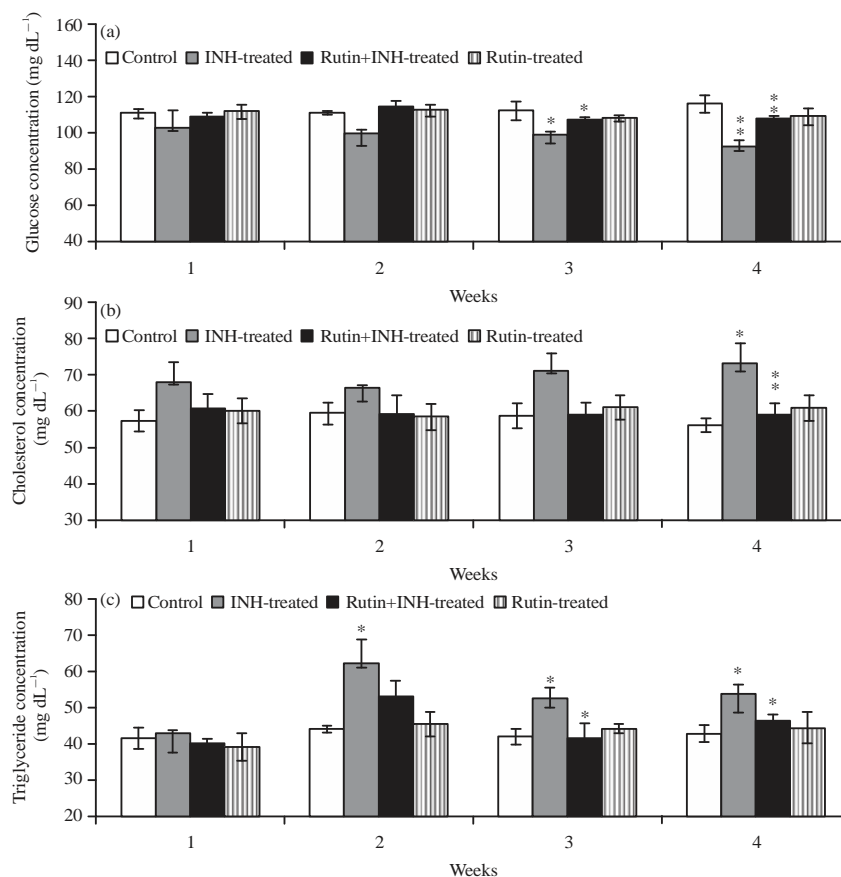 (a)
Control INH-treated Rutin+INH-treated Rutin-treated
Glucose concentration (mg dL⁻¹)
160
140
120
100
80
60
40
* *
* * * *
1 2 3 4
Weeks
(b)
Control INH-treated Rutin+INH-treated Rutin-treated
Cholesterol concentration
(mg dL⁻¹)
90
80
70
60
50
40
30
* * *
1 2 3 4
Weeks
(c)
Control INH-treated Rutin+INH-treated Rutin-treated
Triglyceride concentration
(mg dL⁻¹)
80
70
60
50
40
30
20
* * * * *
1 2 3 4
Weeks